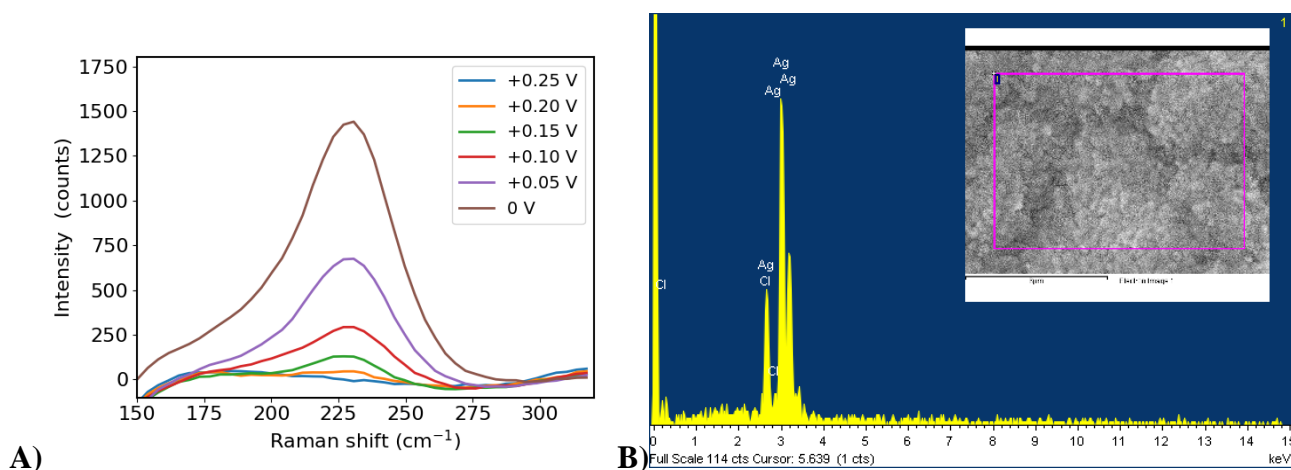 A)
Intensity (counts)
1750
1500
1250
1000
750
500
250
0
+0.25 V
+0.20 V
+0.15 V
+0.10 V
+0.05 V
0 V
150 175 200 225 250 275 300
Raman shift (cm⁻¹)
B)
1
Ag
Ag Ag
Ag
Cl
Cl
Cl
5µm
Electron Image 1
0 1 2 3 4 5 6 7 8 9 10 11 12 13 14 15
Full Scale 114 cts Cursor: 5.639 (1 cts)
keV